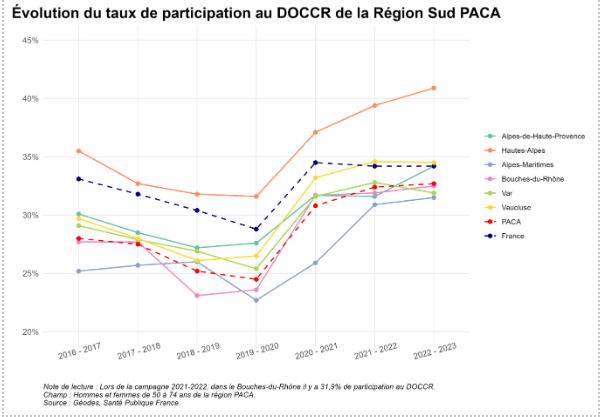 Évolution du taux de participation au DOCCR de la Région Sud PACA
45%
40%
35%
30%
25%
20%
2016 - 2017
2017 - 2018
2018 - 2019
2019 - 2020
2020 - 2021
2021 - 2022
2022 - 2023
Alpes-de-Haute-Provence
Hautes-Alpes
Alpes-Maritimes
Bouches-du-Rhône
Var
Vaucluse
PACA
France
Note de lecture : Lors de la campagne 2021-2022, dans le Bouches-du-Rhône il y a 31,9% de participation au DOCCR.
Champ : Hommes et femmes de 50 à 74 ans de la région PACA.
Source : Géodes, Santé Publique France.